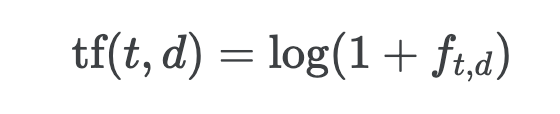 tf(t, d) = log(1 + f_{t,d})